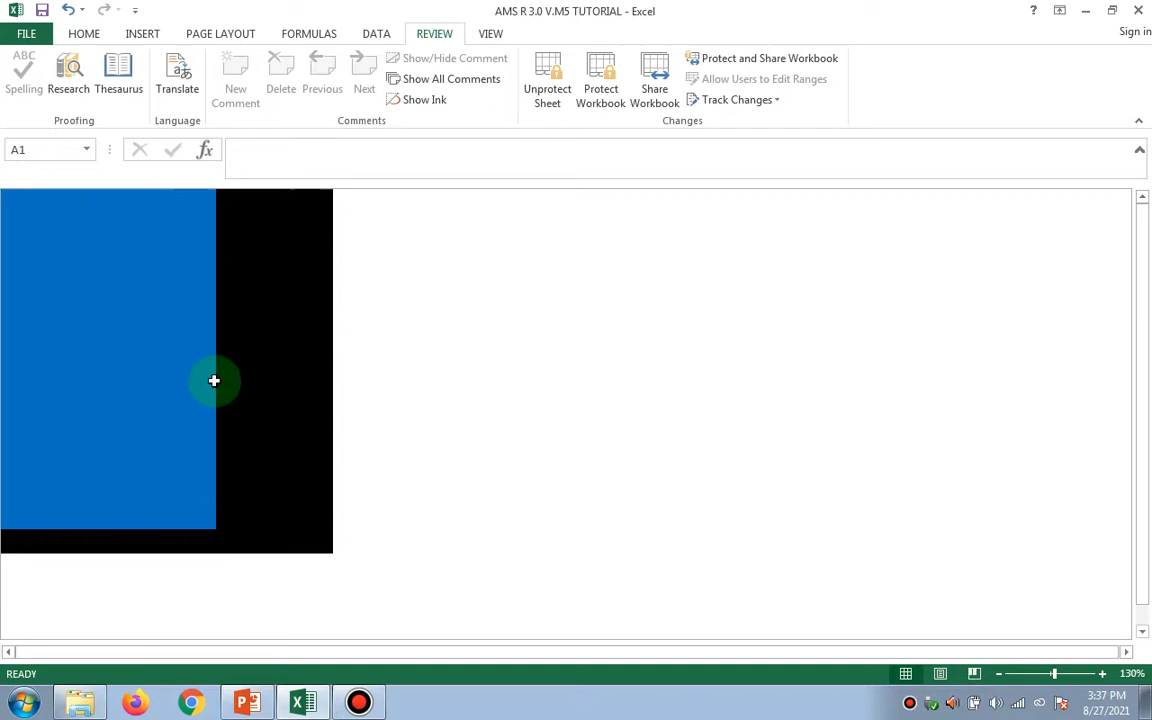 AMS R 3.0 V.M5 TUTORIAL - Excel
?
FILE HOME INSERT PAGE LAYOUT FORMULAS DATA REVIEW VIEW Sign in
ABC Spelling
Research
Thesaurus
Translate
New Comment
Delete
Previous
Next
Show/Hide Comment
Show All Comments
Show Ink
Unprotect Sheet
Protect Workbook
Share Workbook
Protect and Share Workbook
Allow Users to Edit Ranges
Track Changes
Proofing Language Comments Changes
A1 fx
READY 130%
3:37 PM
8/27/2021